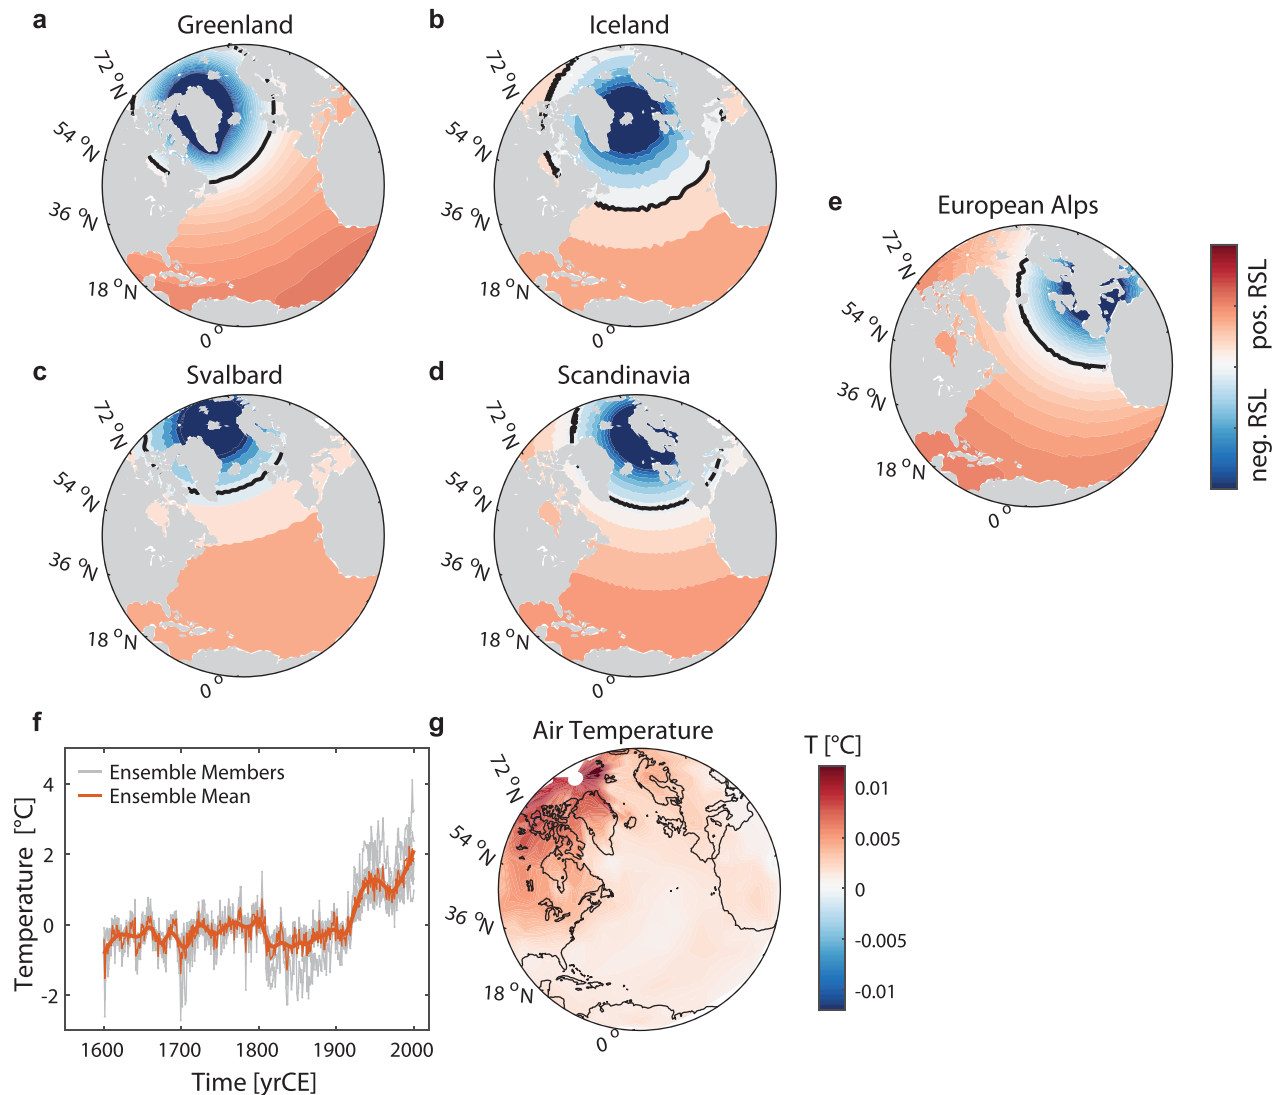 a
Greenland
72 °N
54 °N
36 °N
18 °N
0°
b
Iceland
72 °N
54 °N
36 °N
18 °N
0°
c
Svalbard
72 °N
54 °N
36 °N
18 °N
0°
d
Scandinavia
72 °N
54 °N
36 °N
18 °N
0°
e
European Alps
72 °N
54 °N
36 °N
18 °N
0°
pos. RSL
neg. RSL
f
Ensemble Members
Ensemble Mean
Temperature [°C]
4
2
0
-2
1600
1700
1800
1900
2000
Time [yrCE]
g
Air Temperature
72 °N
54 °N
36 °N
18 °N
0°
T [°C]
0.01
0.005
0
-0.005
-0.01